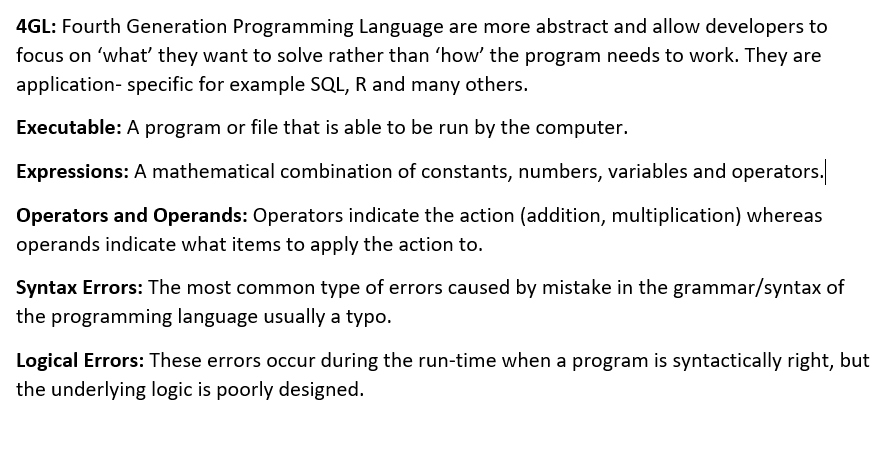 4GL: Fourth Generation Programming Language are more abstract and allow developers to
focus on ‘what’ they want to solve rather than ‘how’ the program needs to work. They are
application- specific for example SQL, R and many others.
Executable: A program or file that is able to be run by the computer.
Expressions: A mathematical combination of constants, numbers, variables and operators.
Operators and Operands: Operators indicate the action (addition, multiplication) whereas
operands indicate what items to apply the action to.
Syntax Errors: The most common type of errors caused by mistake in the grammar/syntax of
the programming language usually a typo.
Logical Errors: These errors occur during the run-time when a program is syntactically right, but
the underlying logic is poorly designed.